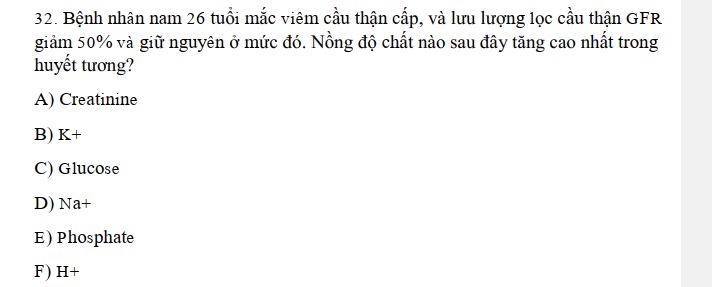 32. Bệnh nhân nam 26 tuổi mắc viêm cầu thận cấp, và lưu lượng lọc cầu thận GFR
giảm 50% và giữ nguyên ở mức đó. Nồng độ chất nào sau đây tăng cao nhất trong
huyết tương?
A) Creatinine
B) K+
C) Glucose
D) Na+
E) Phosphate
F) H+